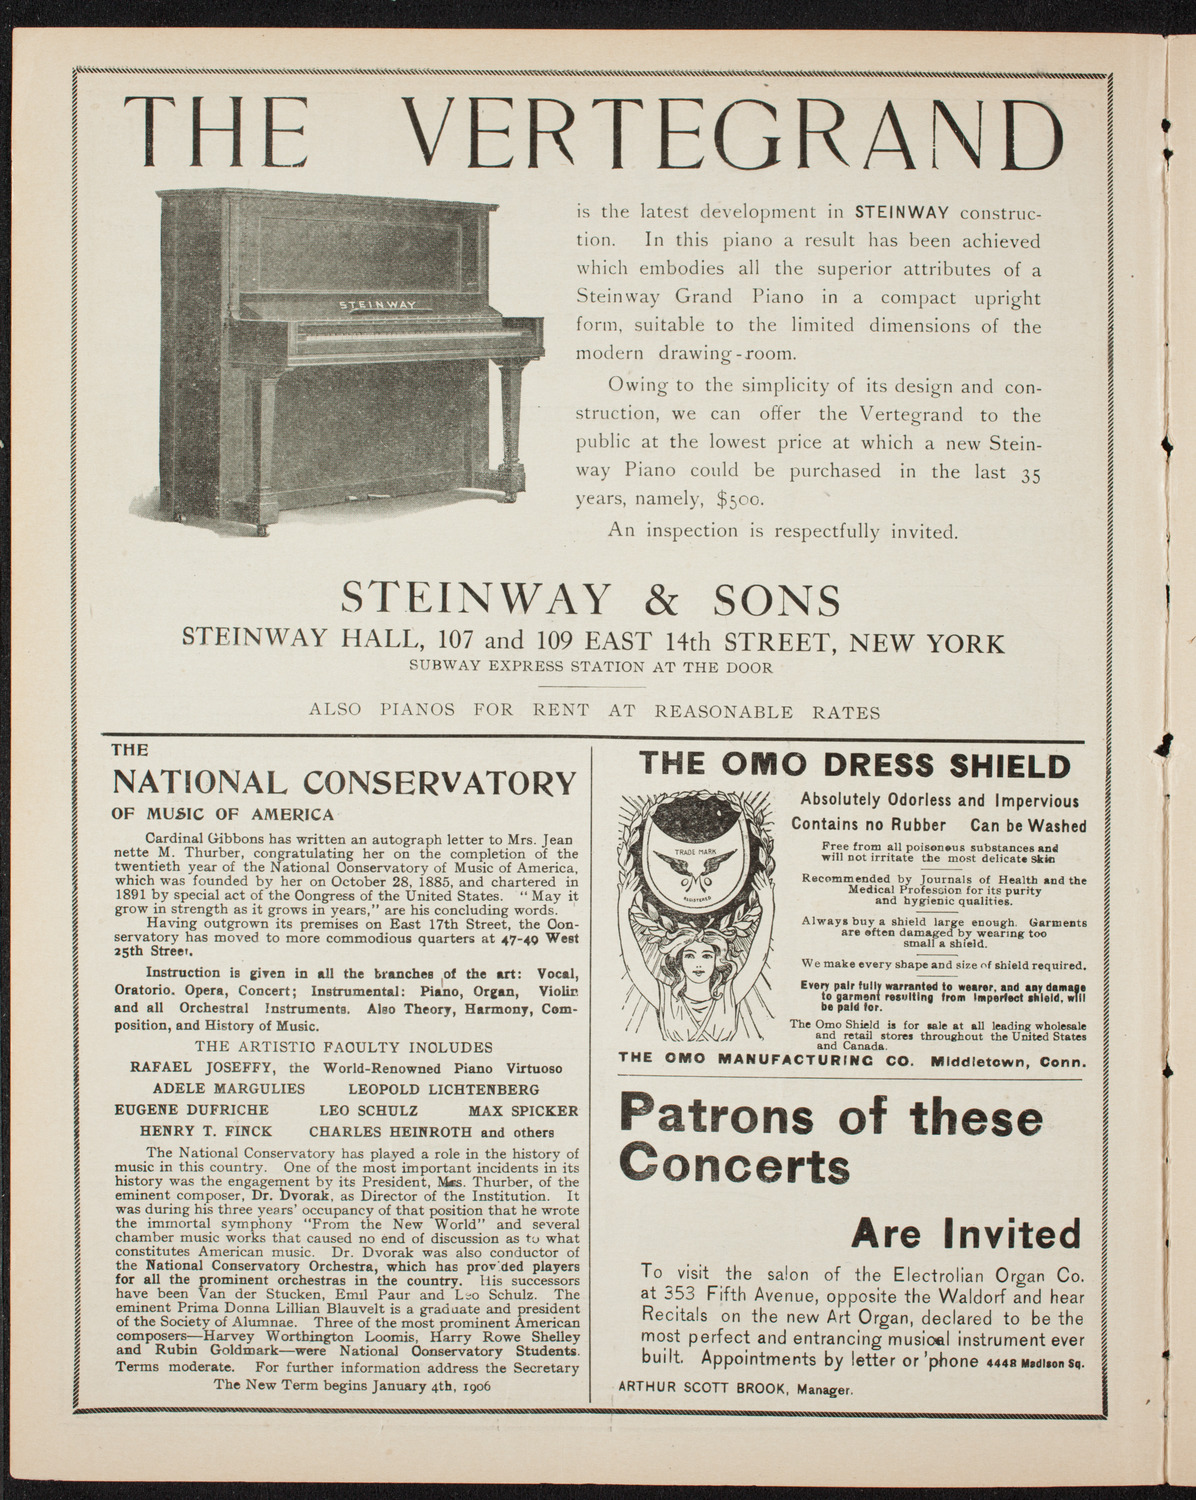 THE VERTEGRAND
STEINWAY
is the latest development in STEINWAY construc-
tion. In this piano a result has been achieved
which embodies all the superior attributes of a
Steinway Grand Piano in a compact upright
form, suitable to the limited dimensions of the
modern drawing-room.
Owing to the simplicity of its design and con-
struction, we can offer the Vertegrand to the
public at the lowest price at which a new Stein-
way Piano could be purchased in the last 35
years, namely, $500.
An inspection is respectfully invited.
STEINWAY & SONS
STEINWAY HALL, 107 and 109 EAST 14th STREET, NEW YORK
SUBWAY EXPRESS STATION AT THE DOOR
ALSO PIANOS FOR RENT AT REASONABLE RATES
THE
NATIONAL CONSERVATORY
OF MUSIC OF AMERICA
Cardinal Gibbons has written an autograph letter to Mrs. Jean
nette M. Thurber, congratulating her on the completion of the
twentieth year of the National Conservatory of Music of America,
which was founded by her on October 28, 1885, and chartered in
1891 by special act of the Congress of the United States. "May it
grow in strength as it grows in years," are his concluding words.
Having outgrown its premises on East 17th Street, the Con-
servatory has moved to more commodious quarters at 47-49 West
25th Street.
Instruction is given in all the branches of the art: Vocal,
Oratorio. Opera, Concert; Instrumental: Piano, Organ, Violin
and all Orchestral Instruments. Also Theory, Harmony, Com-
position, and History of Music.
THE ARTISTIC FACULTY INCLUDES
RAFAEL JOSEFFY, the World-Renowned Piano Virtuoso
ADELE MARGULIES LEOPOLD LICHTENBERG
EUGENE DUFRICHE LEO SCHULZ MAX SPICKER
HENRY T. FINCK CHARLES HEINROTH and others
The National Conservatory has played a role in the history of
music in this country. One of the most important incidents in its
history was the engagement by its President, Mrs. Thurber, of the
eminent composer, Dr. Dvorak, as Director of the Institution. It
was during his three years' occupancy of that position that he wrote
the immortal symphony "From the New World" and several
chamber music works that caused no end of discussion as to what
constitutes American music. Dr. Dvorak was also conductor of
the National Conservatory Orchestra, which has provided players
for all the prominent orchestras in the country. His successors
have been Van der Stucken, Emil Paur and Leo Schulz. The
eminent Prima Donna Lillian Blauvelt is a graduate and president
of the Society of Alumnae. Three of the most prominent American
composers—Harvey Worthington Loomis, Harry Rowe Shelley
and Rubin Goldmark—were National Conservatory Students.
Terms moderate. For further information address the Secretary
The New Term begins January 4th, 1906
THE OMO DRESS SHIELD
TRADE MARK
REGISTERED
Absolutely Odorless and Impervious
Contains no Rubber Can be Washed
Free from all poisonous substances and
will not irritate the most delicate skin
Recommended by Journals of Health and the
Medical Profession for its purity
and hygienic qualities.
Always buy a shield large enough. Garments
are often damaged by wearing too
small a shield.
We make every shape and size of shield required.
Every pair fully warranted to wearer, and any damage
to garment resulting from imperfect shield, will
be paid for.
The Omo Shield is for sale at all leading wholesale
and retail stores throughout the United States
and Canada.
THE OMO MANUFACTURING CO. Middletown, Conn.
Patrons of these
Concerts
Are Invited
To visit the salon of the Electrolian Organ Co.
at 353 Fifth Avenue, opposite the Waldorf and hear
Recitals on the new Art Organ, declared to be the
most perfect and entrancing musical instrument ever
built. Appointments by letter or 'phone 4448 Madison Sq.
ARTHUR SCOTT BROOK, Manager.